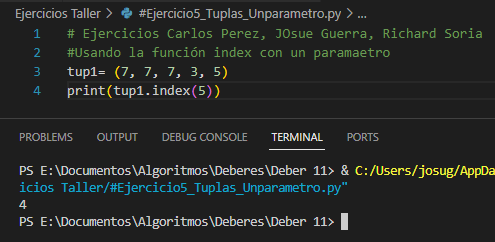 Ejercicios Taller > #Ejercicio5_Tuplas_Unparametro.py > ...
1 # Ejercicios Carlos Perez, JOsue Guerra, Richard Soria
2 #Usando la función index con un paramaetro
3 tup1= (7, 7, 7, 3, 5)
4 print(tup1.index(5))
PROBLEMS OUTPUT DEBUG CONSOLE TERMINAL PORTS
PS E:\Documentos\Algoritmos\Deberes\Deber 11> & C:/Users/josug/AppDa
icios Taller/#Ejercicio5_Tuplas_Unparametro.py"
4
PS E:\Documentos\Algoritmos\Deberes\Deber 11>